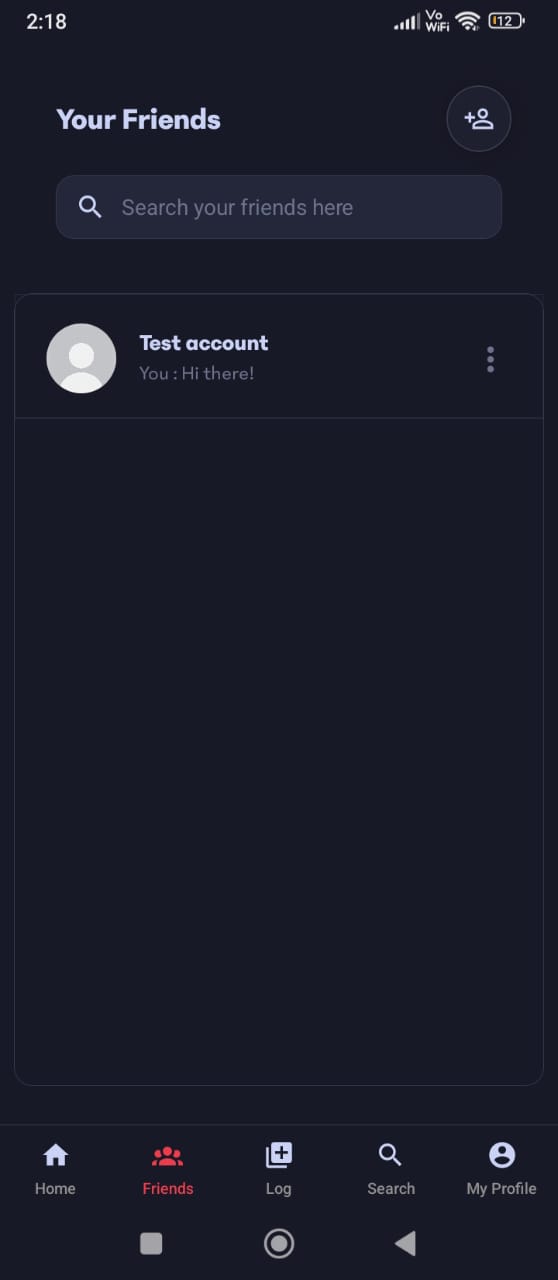 2:18
Vo
WiFi
12
Your Friends
Search your friends here
Test account
You : Hi there!
Home
Friends
Log
Search
My Profile